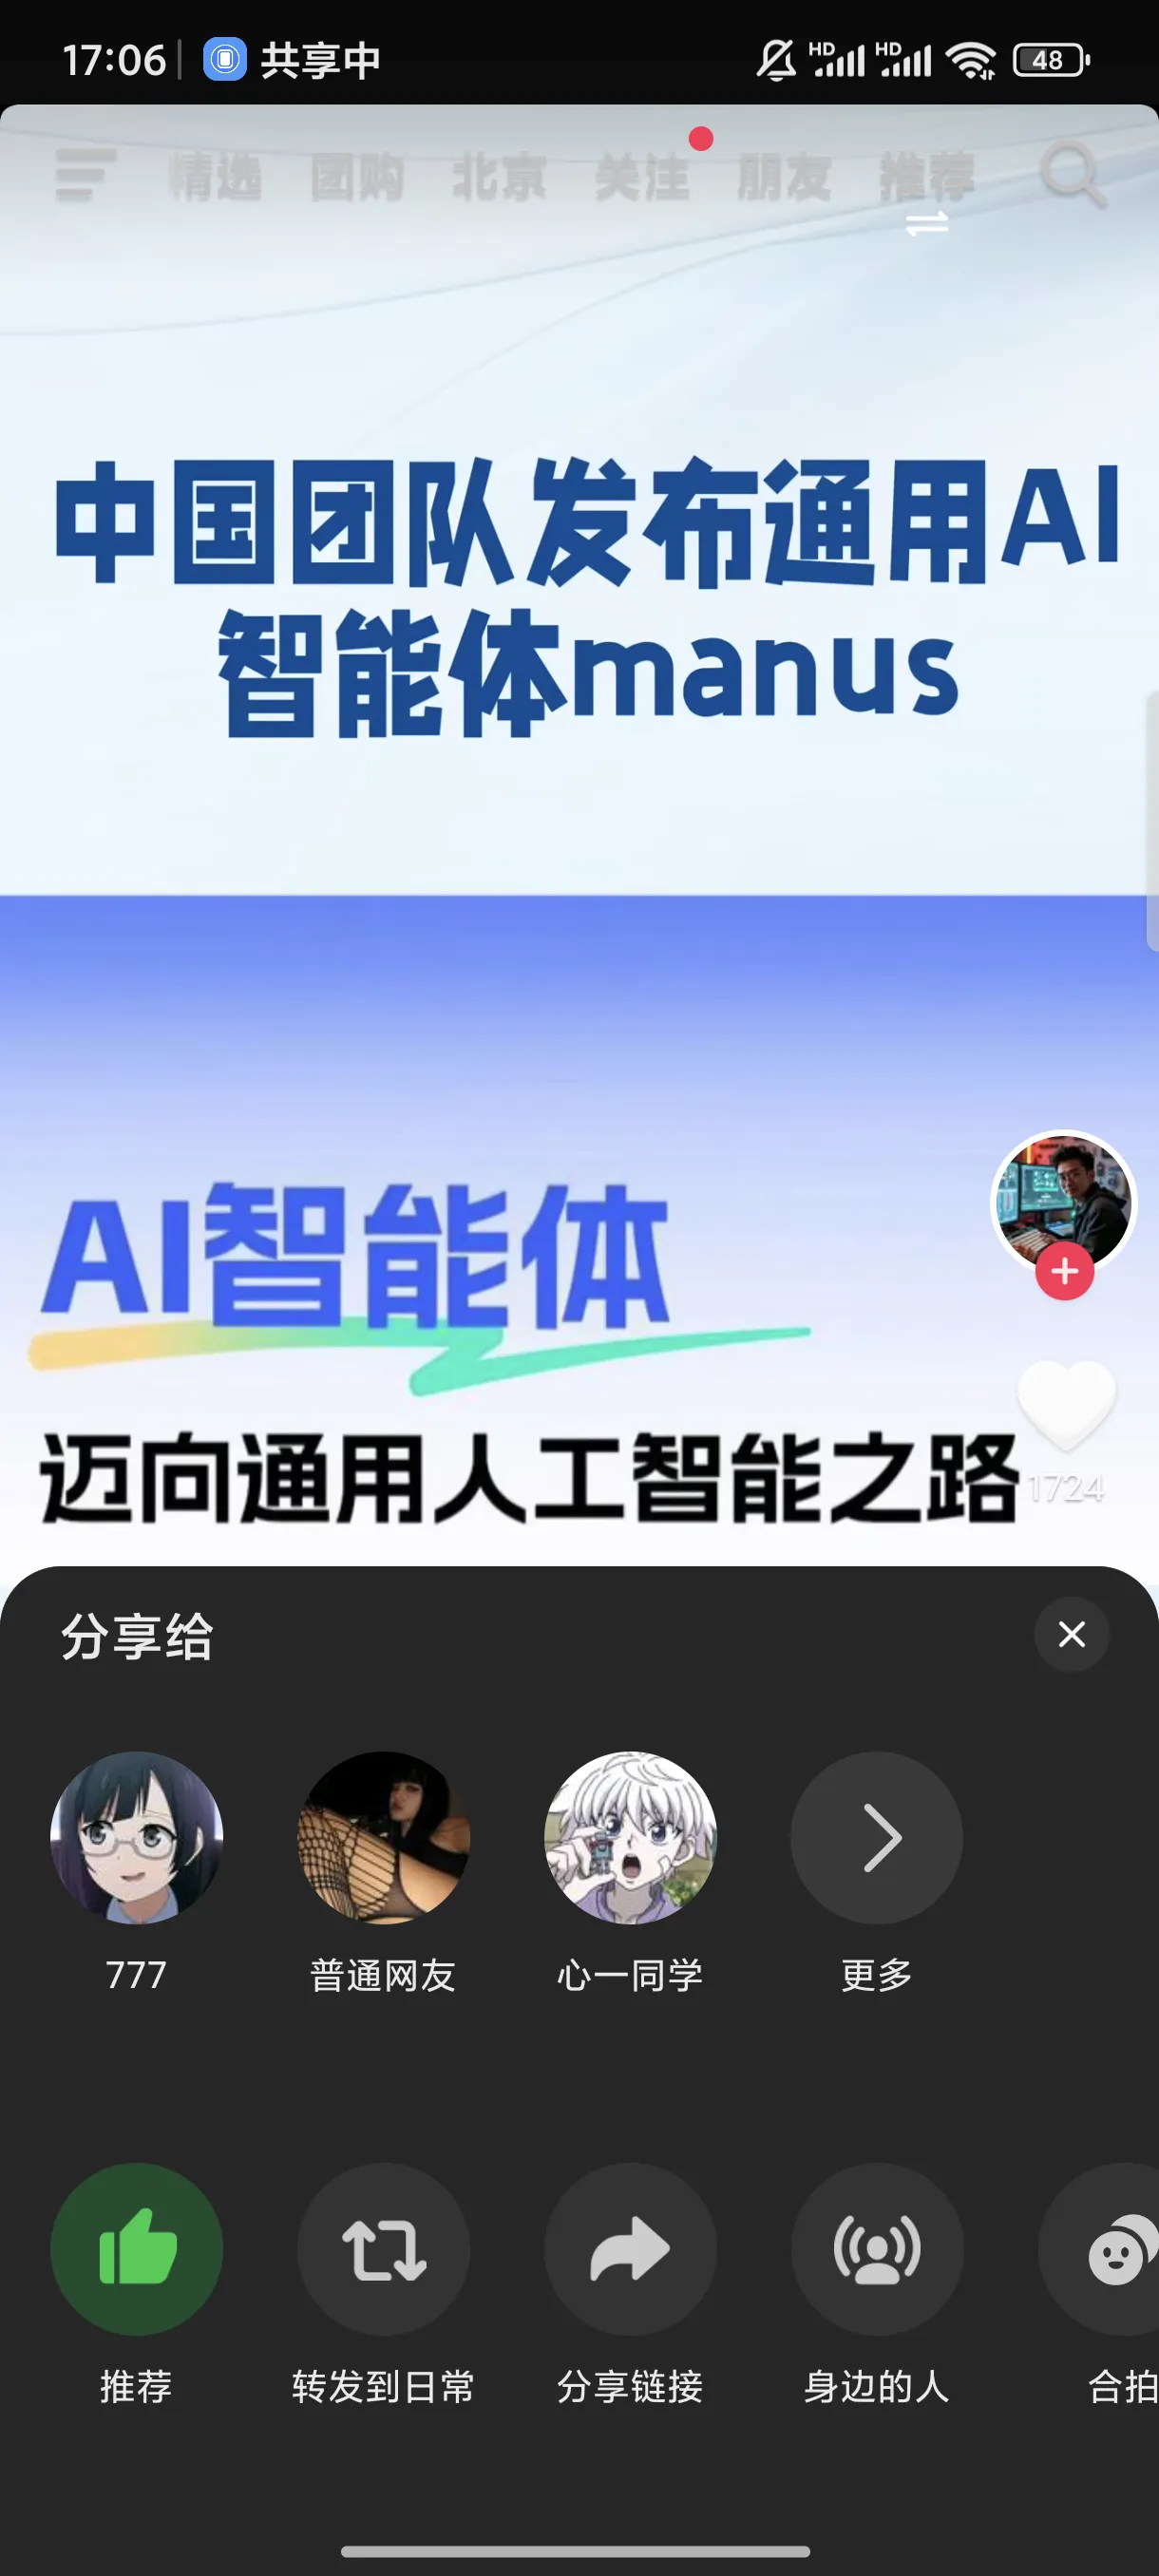 17:06 共享中 HD HD 48
精选 团购 北京 关注 朋友 推荐
中国团队发布通用AI
智能体manus
AI智能体
迈向通用人工智能之路
1724
分享给
777 普通网友 心一同学 更多
推荐 转发到日常 分享链接 身边的人 合拍